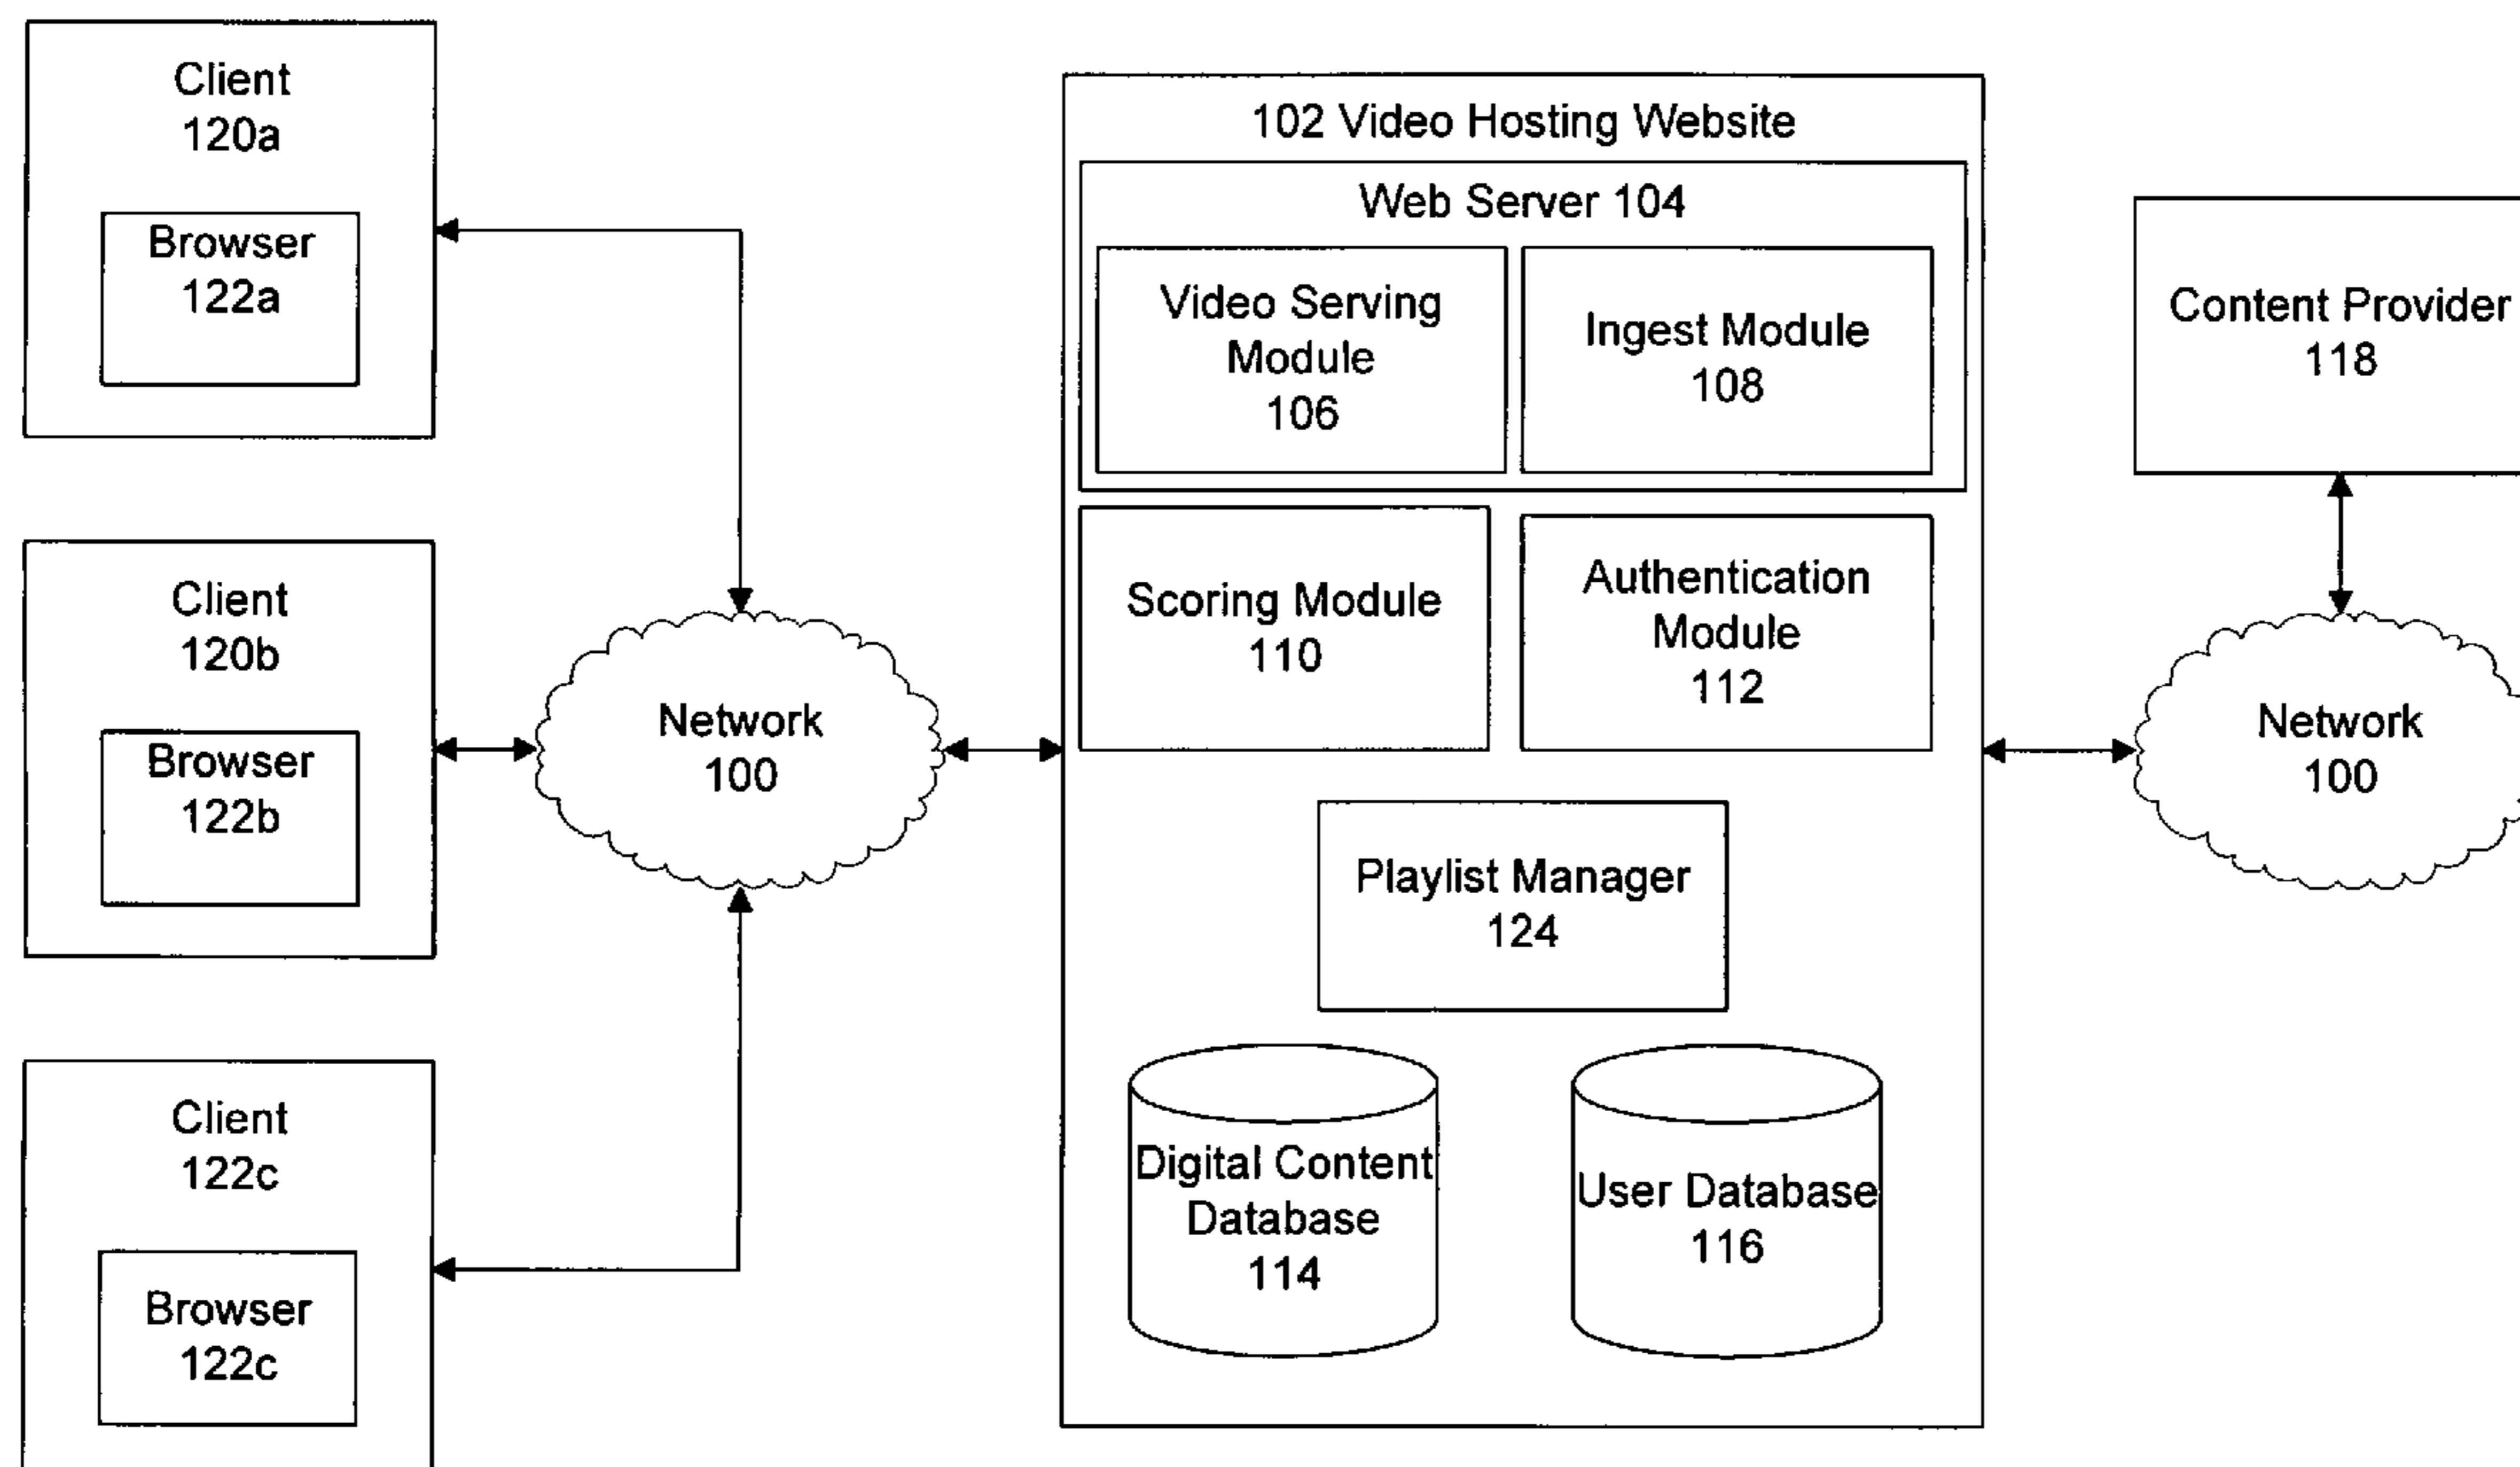 Client
120a
Browser
122a
Client
120b
Browser
122b
Client
122c
Browser
122c
Network
100
102 Video Hosting Website
Web Server 104
Video Serving
Module
106
Ingest Module
108
Scoring Module
110
Authentication
Module
112
Playlist Manager
124
Digital Content
Database
114
User Database
116
Content Provider
118
Network
100